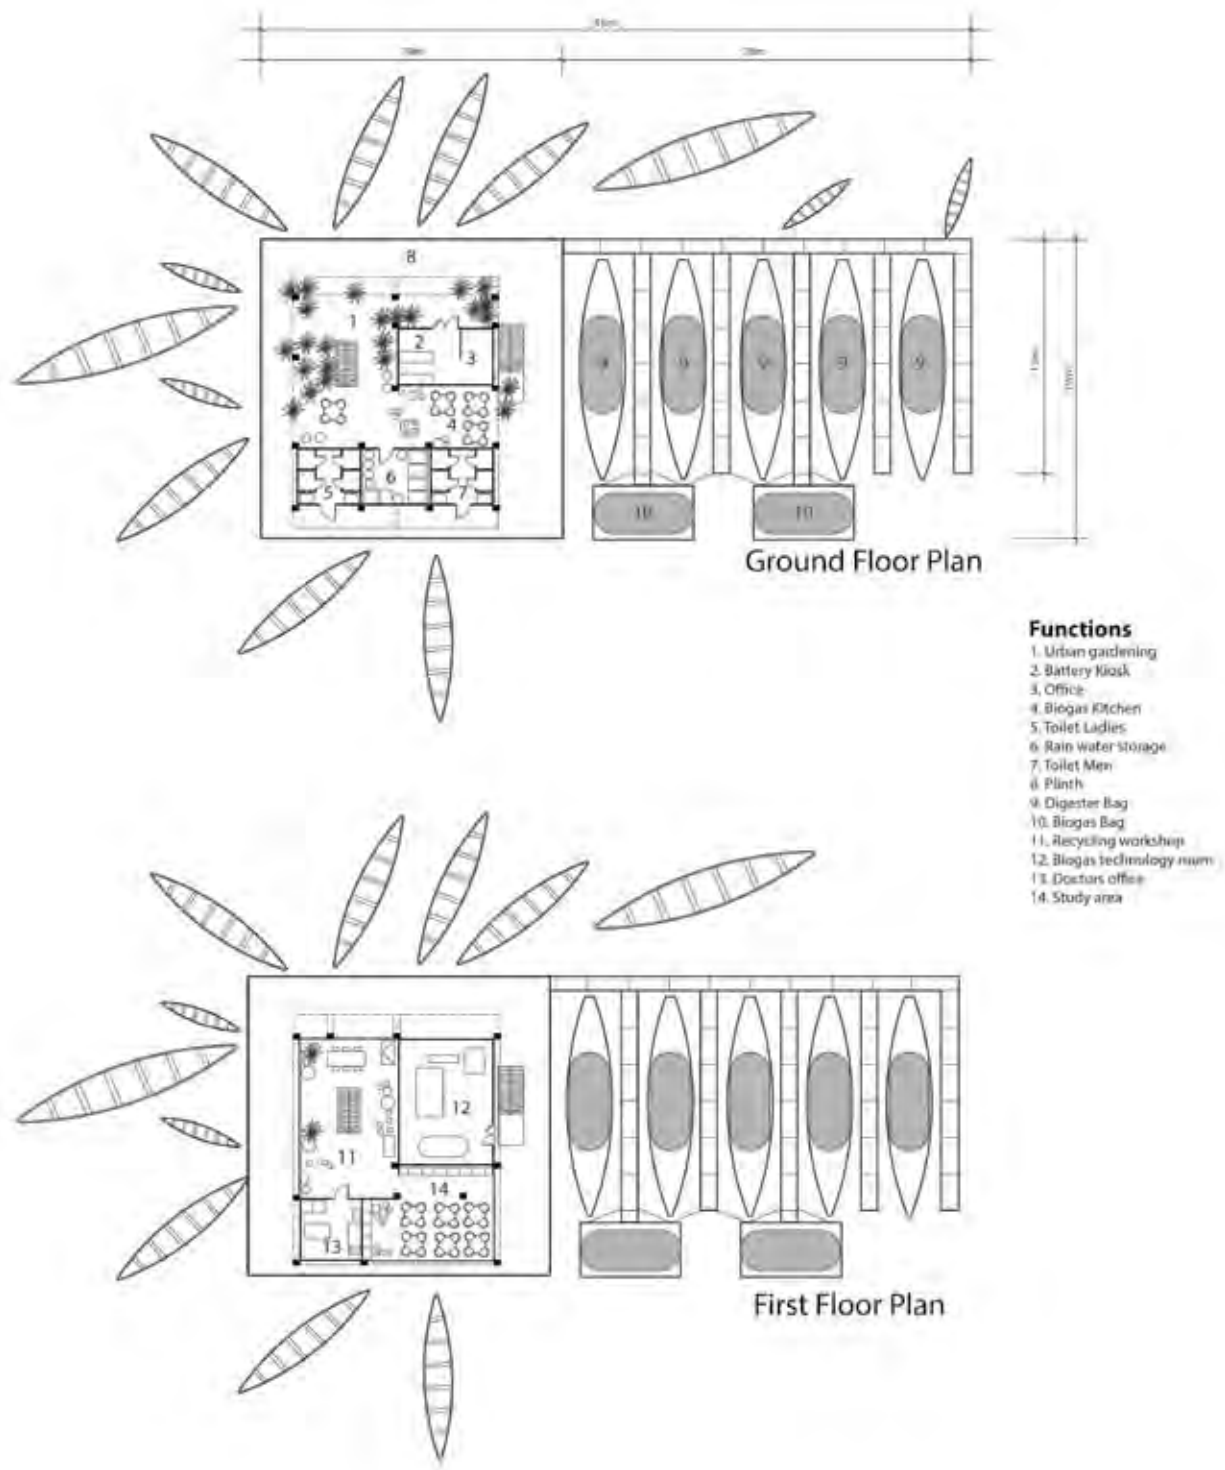 8
1
2
3
4
5
6
7
9
9
9
9
9
10
10
Ground Floor Plan
Functions
1. Urban gardening
2. Battery Kiosk
3. Office
4. Biogas Kitchen
5. Toilet Ladies
6. Rain water storage
7. Toilet Men
8. Plinth
9. Digester Bag
10. Biogas Bag
11. Recycling workshop
12. Biogas technology room
13. Doctors office
14. Study area
12
11
14
13
First Floor Plan